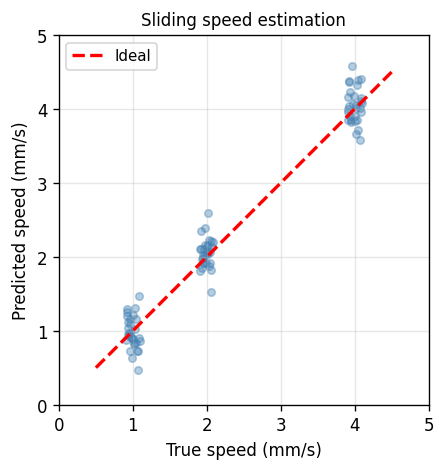 Sliding speed estimation
Ideal
Predicted speed (mm/s)
5
4
3
2
1
0
0 1 2 3 4 5
True speed (mm/s)